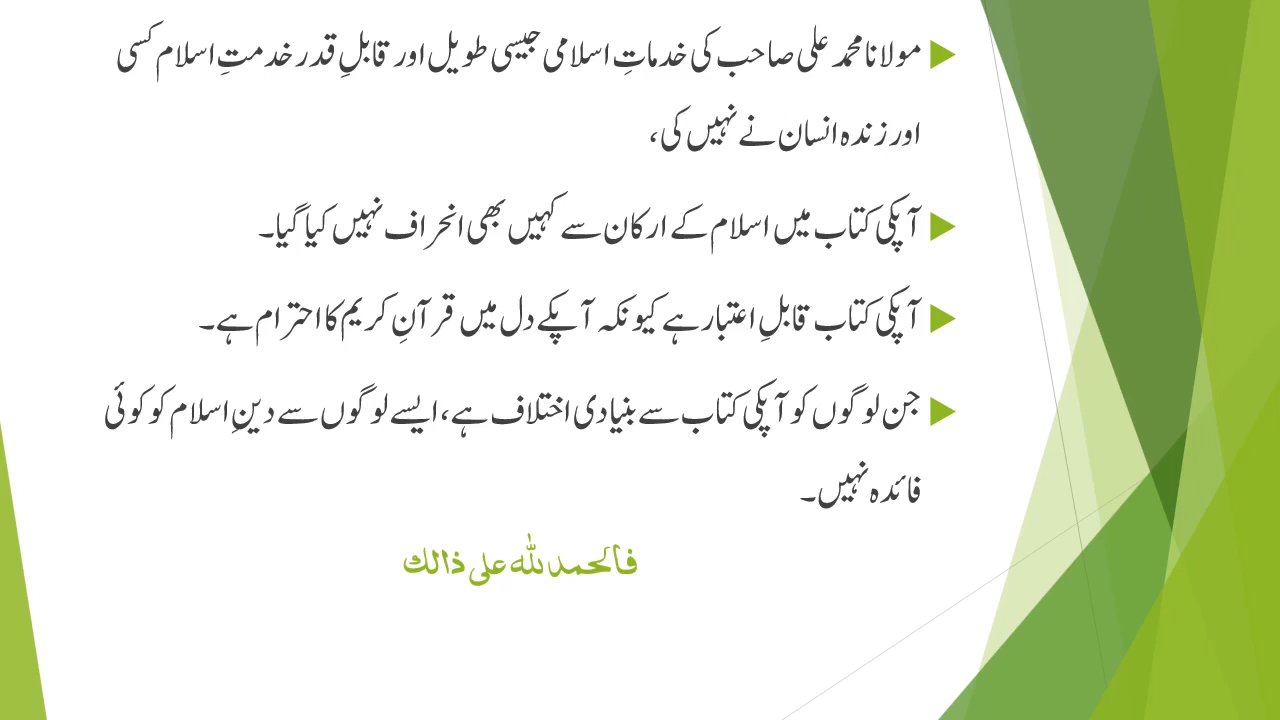 مولانا محمد علی صاحب کی خدماتِ اسلامی جیسی طویل اور قابلِ قدر خدمتِ اسلام کسی
اور زندہ انسان نے نہیں کی،
آپکی کتاب میں اسلام کے ارکان سے کہیں بھی انحراف نہیں کیا گیا۔
آپکی کتاب قابلِ اعتبار ہے کیونکہ آپکے دل میں قرآنِ کریم کا احترام ہے۔
جن لوگوں کو آپکی کتاب سے بنیادی اختلاف ہے، ایسے لوگوں سے دینِ اسلام کو کوئی
فائدہ نہیں۔
فالحمد للہ علی ذالك